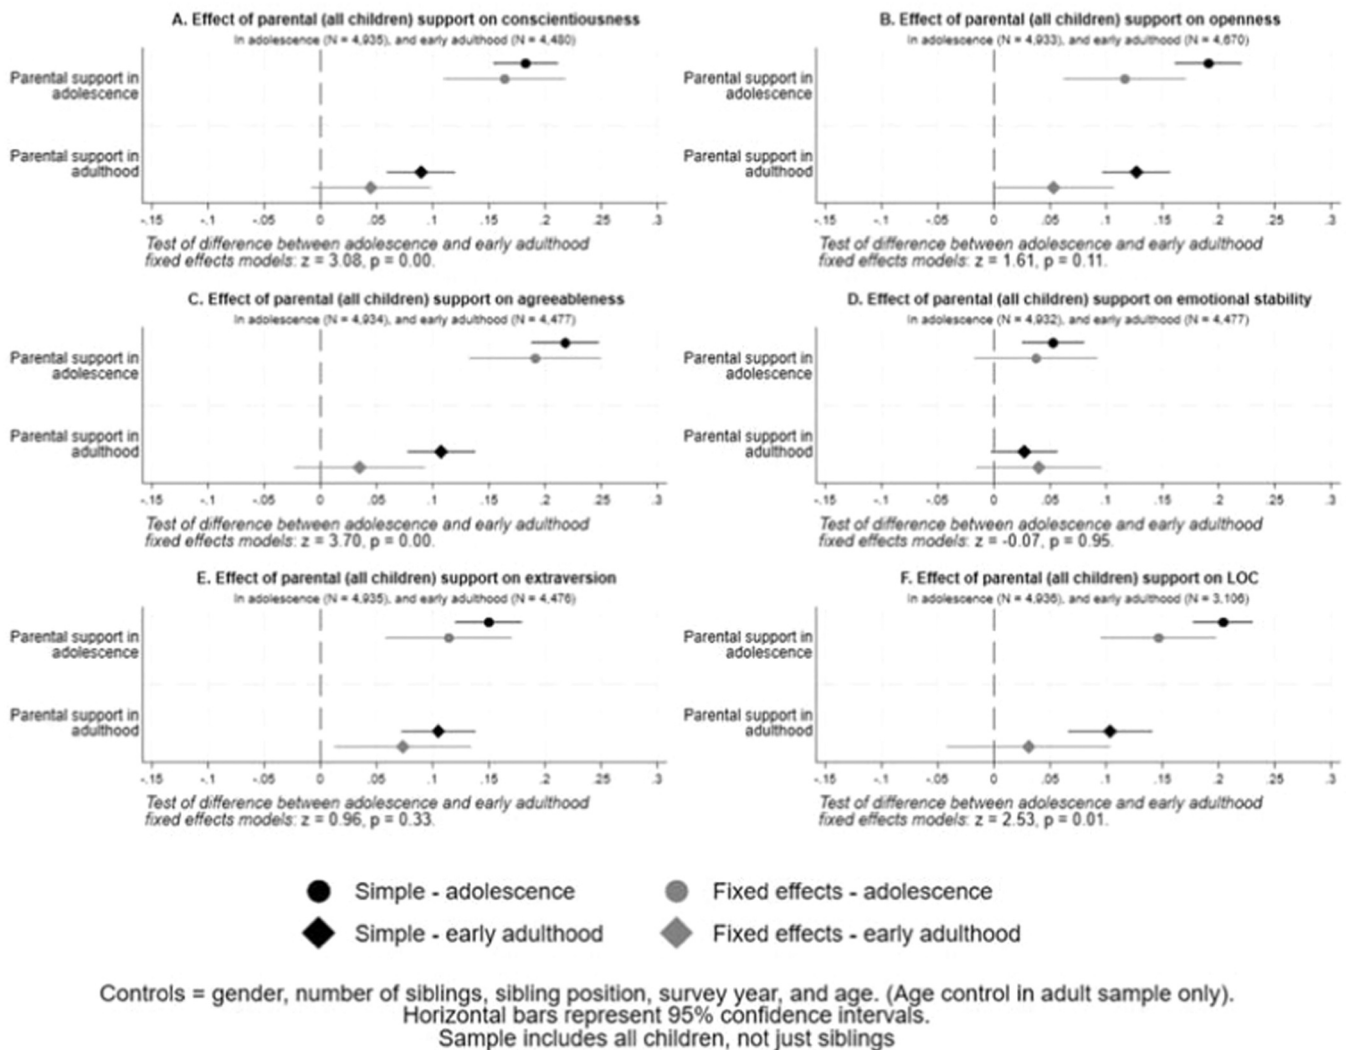 A. Effect of parental (all children) support on conscientiousness
In adolescence (N = 4,935), and early adulthood (N = 4,480)
Parental support in
adolescence
Parental support in
adulthood
-.15 -.1 -.05 0 .05 .1 .15 .2 .25 .3
Test of difference between adolescence and early adulthood
fixed effects models: z = 3.08, p = 0.00.
B. Effect of parental (all children) support on openness
In adolescence (N = 4,933), and early adulthood (N = 4,670)
Parental support in
adolescence
Parental support in
adulthood
-.15 -.1 -.05 0 .05 .1 .15 .2 .25 .3
Test of difference between adolescence and early adulthood
fixed effects models: z = 1.61, p = 0.11.
C. Effect of parental (all children) support on agreeableness
In adolescence (N = 4,934), and early adulthood (N = 4,477)
Parental support in
adolescence
Parental support in
adulthood
-.15 -.1 -.05 0 .05 .1 .15 .2 .25 .3
Test of difference between adolescence and early adulthood
fixed effects models: z = 3.70, p = 0.00.
D. Effect of parental (all children) support on emotional stability
In adolescence (N = 4,932), and early adulthood (N = 4,477)
Parental support in
adolescence
Parental support in
adulthood
-.15 -.1 -.05 0 .05 .1 .15 .2 .25 .3
Test of difference between adolescence and early adulthood
fixed effects models: z = -0.07, p = 0.95.
E. Effect of parental (all children) support on extraversion
In adolescence (N = 4,935), and early adulthood (N = 4,476)
Parental support in
adolescence
Parental support in
adulthood
-.15 -.1 -.05 0 .05 .1 .15 .2 .25 .3
Test of difference between adolescence and early adulthood
fixed effects models: z = 0.96, p = 0.33.
F. Effect of parental (all children) support on LOC
In adolescence (N = 4,936), and early adulthood (N = 3,106)
Parental support in
adolescence
Parental support in
adulthood
-.15 -.1 -.05 0 .05 .1 .15 .2 .25 .3
Test of difference between adolescence and early adulthood
fixed effects models: z = 2.53, p = 0.01.
Simple - adolescence
Fixed effects - adolescence
Simple - early adulthood
Fixed effects - early adulthood
Controls = gender, number of siblings, sibling position, survey year, and age. (Age control in adult sample only).
Horizontal bars represent 95% confidence intervals.
Sample includes all children, not just siblings